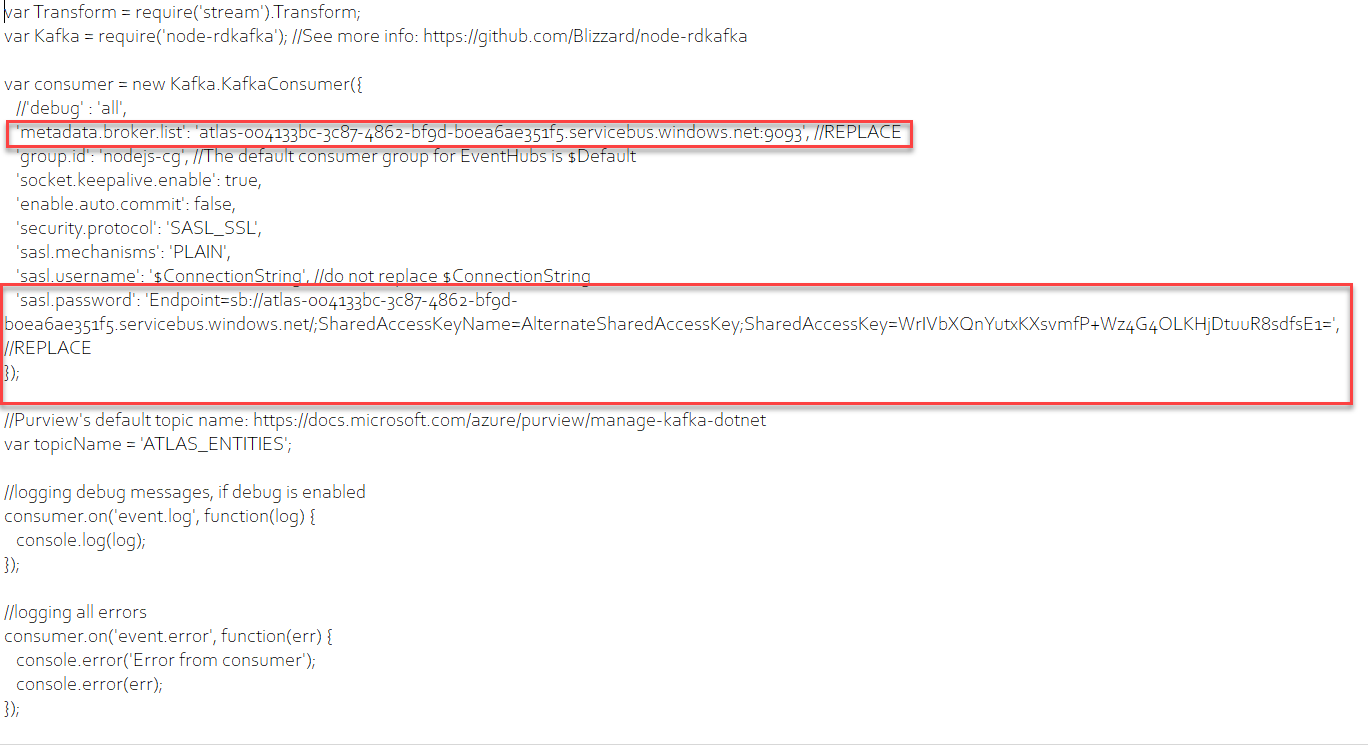 var Transform = require('stream').Transform;
var Kafka = require('node-rdkafka'); //See more info: https://github.com/Blizzard/node-rdkafka
var consumer = new Kafka.KafkaConsumer({
//'debug' : 'all',
'metadata.broker.list': 'atlas-004133bc-3c87-4862-bf9d-b0ea6ae351f5.servicebus.windows.net:9093', //REPLACE
'group.id': 'nodejs-cg', //The default consumer group for EventHubs is $Default
'socket.keepalive.enable': true,
'enable.auto.commit': false,
'security.protocol': 'SASL_SSL',
'sasl.mechanisms': 'PLAIN',
'sasl.username': '$ConnectionString', //do not replace $ConnectionString
'sasl.password': 'Endpoint=sb://atlas-004133bc-3c87-4862-bf9d-
b0ea6ae351f5.servicebus.windows.net/;SharedAccessKeyName=AlternateSharedAccessKey;SharedAccessKey=WrIVbXQnYutxKXsvmfP+Wz4G4OLKHjDtuuR8sdfsE1=',
//REPLACE
});
//Purview's default topic name: https://docs.microsoft.com/azure/purview/manage-kafka-dotnet
var topicName = 'ATLAS_ENTITIES';
//logging debug messages, if debug is enabled
consumer.on('event.log', function(log) {
console.log(log);
});
//logging all errors
consumer.on('event.error', function(err) {
console.error('Error from consumer');
console.error(err);
});